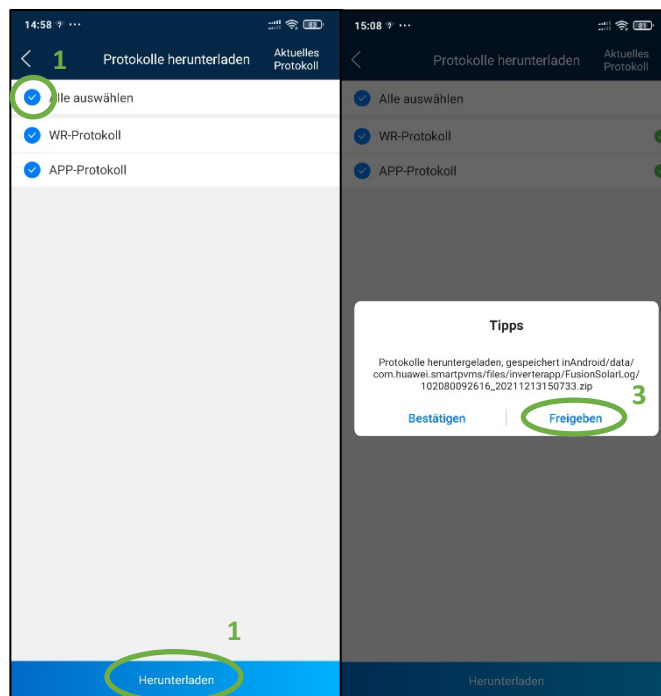 14:58 ? ···
83
1
Protokolle herunterladen
Aktuelles
Protokoll
Alle auswählen
WR-Protokoll
APP-Protokoll
1
Herunterladen
15:08 ? ···
81
Protokolle herunterladen
Aktuelles
Protokoll
Alle auswählen
WR-Protokoll
APP-Protokoll
Tipps
Protokolle heruntergeladen, gespeichert inAndroid/data/
com.huawei.smartpvms/files/inverterapp/FusionSolarLog/
102080092616_20211213150733.zip
3
Bestätigen
Freigeben
Herunterladen